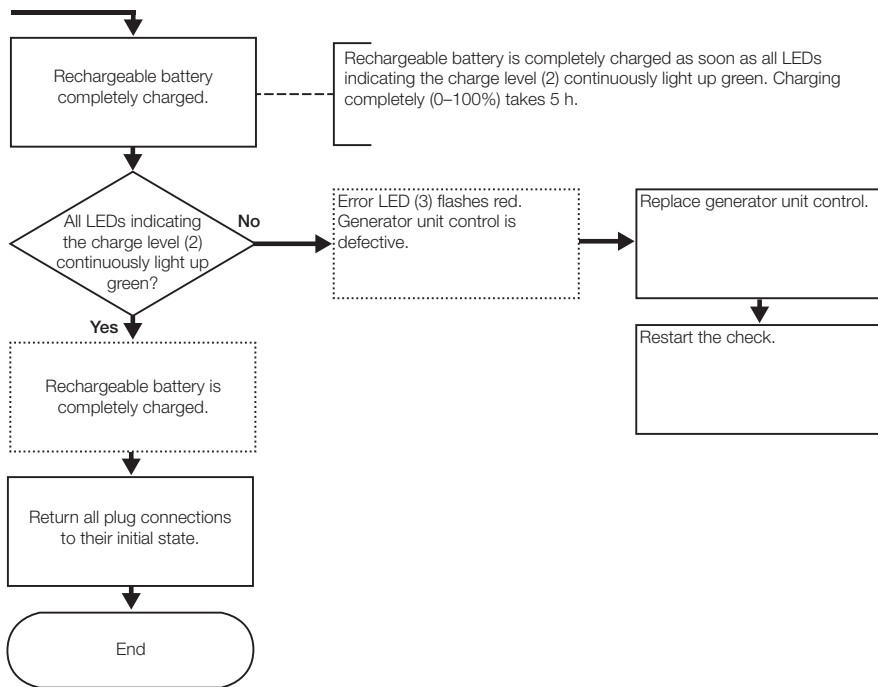 Rechargeable battery
completely charged.
Rechargeable battery is completely charged as soon as all LEDs
indicating the charge level (2) continuously light up green. Charging
completely (0–100%) takes 5 h.
All LEDs indicating
the charge level (2)
continuously light up
green?
No
Error LED (3) flashes red.
Generator unit control is
defective.
Replace generator unit control.
Restart the check.
Yes
Rechargeable battery is
completely charged.
Return all plug connections
to their initial state.
End